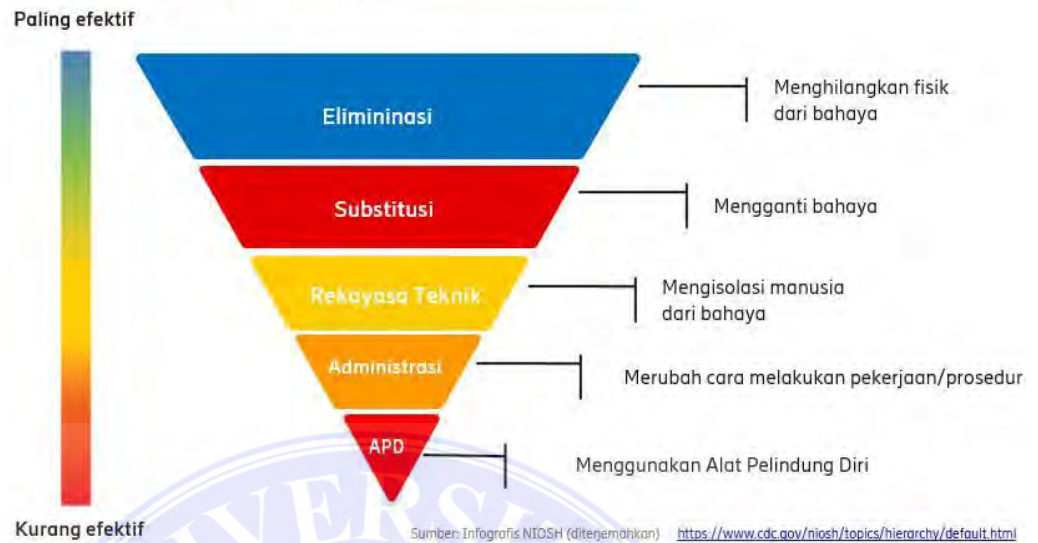 Paling efektif
Elimininasi
Menghilangkan fisik
dari bahaya
Substitusi
Mengganti bahaya
Rekayasa Teknik
Mengisolasi manusia
dari bahaya
Administrasi
Merubah cara melakukan pekerjaan/prosedur
APD
Menggunakan Alat Pelindung Diri
Kurang efektif
VERS
Sumber: Infografis NIOSH (diterjemahkan) https://www.cdc.gov/niosh/topics/hierarchy/default.html